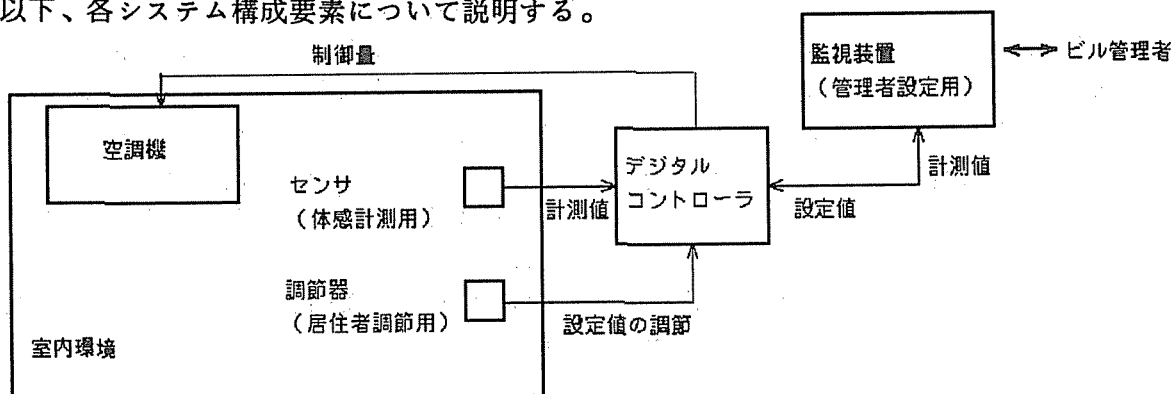 以下、各システム構成要素について説明する。
制御量
監視装置
（管理者設定用）
ビル管理者
空調機
センサ
（体感計測用）
計測値
デジタル
コントローラ
設定値
計測値
調節器
（居住者調節用）
設定値の調節
室内環境